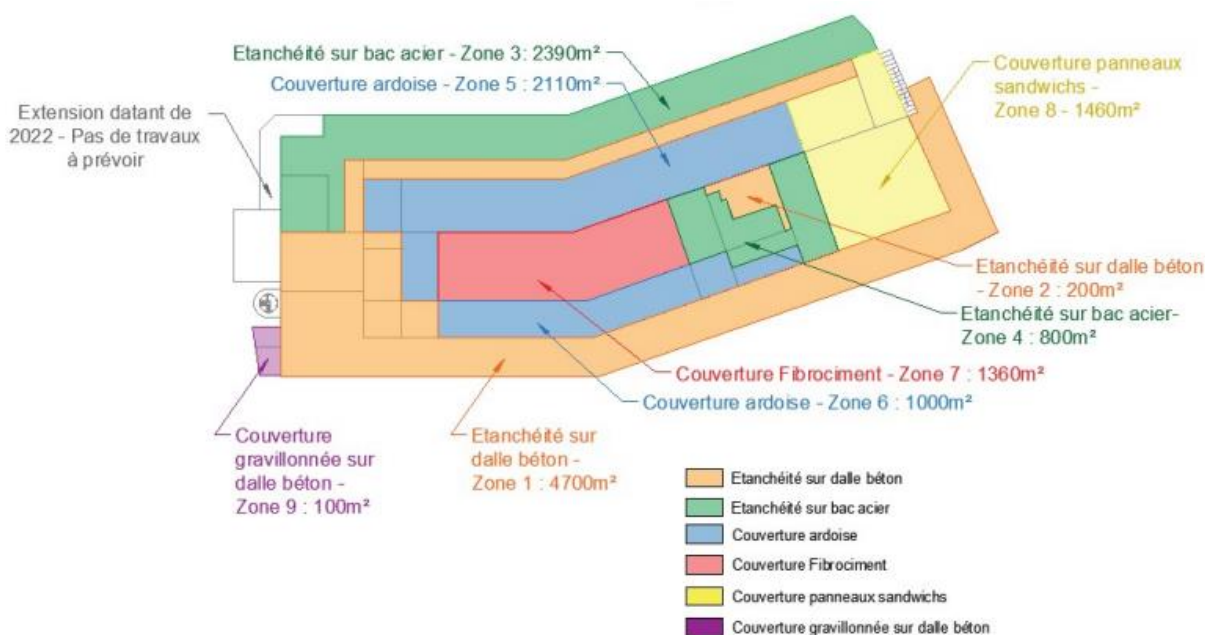 Etanchéité sur bac acier - Zone 3 : 2390m²
Couverture ardoise - Zone 5 : 2110m²
Extension datant de
2022 - Pas de travaux
à prévoir
Couverture panneaux
sandwichs -
Zone 8 - 1460m²
Etanchéité sur dalle béton
- Zone 2 : 200m²
Etanchéité sur bac acier-
Zone 4 : 800m²
Couverture Fibrociment - Zone 7 : 1360m²
Couverture ardoise - Zone 6 : 1000m²
Couverture
gravillonnée sur
dalle béton -
Zone 9 : 100m²
Etanchéité sur
dalle béton -
Zone 1 : 4700m²
Etanchéité sur dalle béton
Etanchéité sur bac acier
Couverture ardoise
Couverture Fibrociment
Couverture panneaux sandwichs
Couverture gravillonnée sur dalle béton